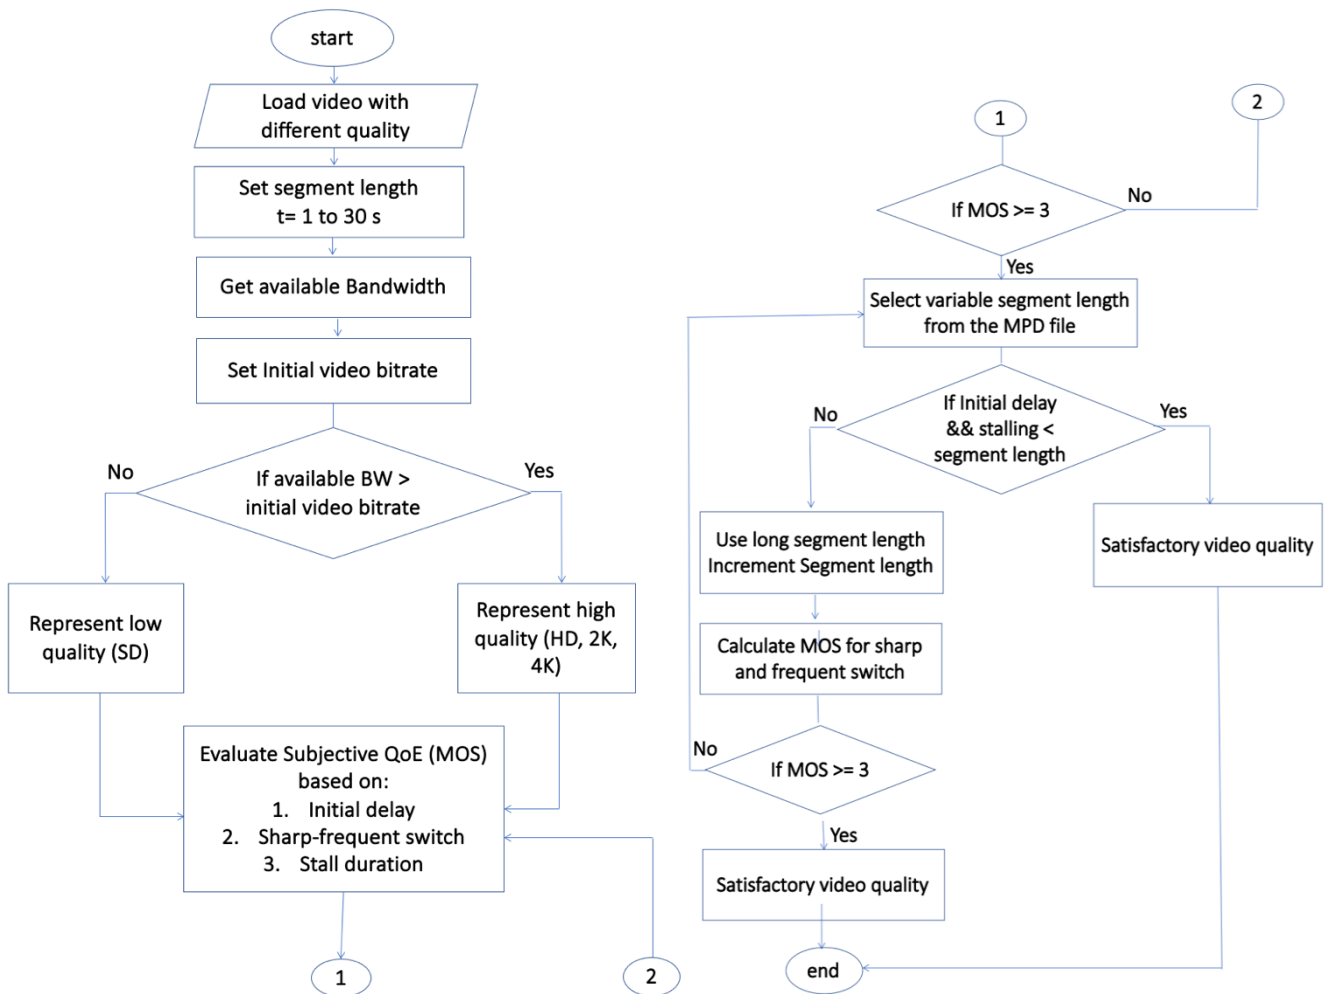 start
Load video with
different quality
Set segment length
t= 1 to 30 s
Get available Bandwidth
Set Initial video bitrate
If available BW >
initial video bitrate
No
Yes
Represent low
quality (SD)
Represent high
quality (HD, 2K,
4K)
Evaluate Subjective QoE (MOS)
based on:
1. Initial delay
2. Sharp-frequent switch
3. Stall duration
1
2
1
2
If MOS >= 3
No
Yes
Select variable segment length
from the MPD file
If Initial delay
&& stalling <
segment length
No
Yes
Use long segment length
Increment Segment length
Satisfactory video quality
Calculate MOS for sharp
and frequent switch
If MOS >= 3
No
Yes
Satisfactory video quality
end